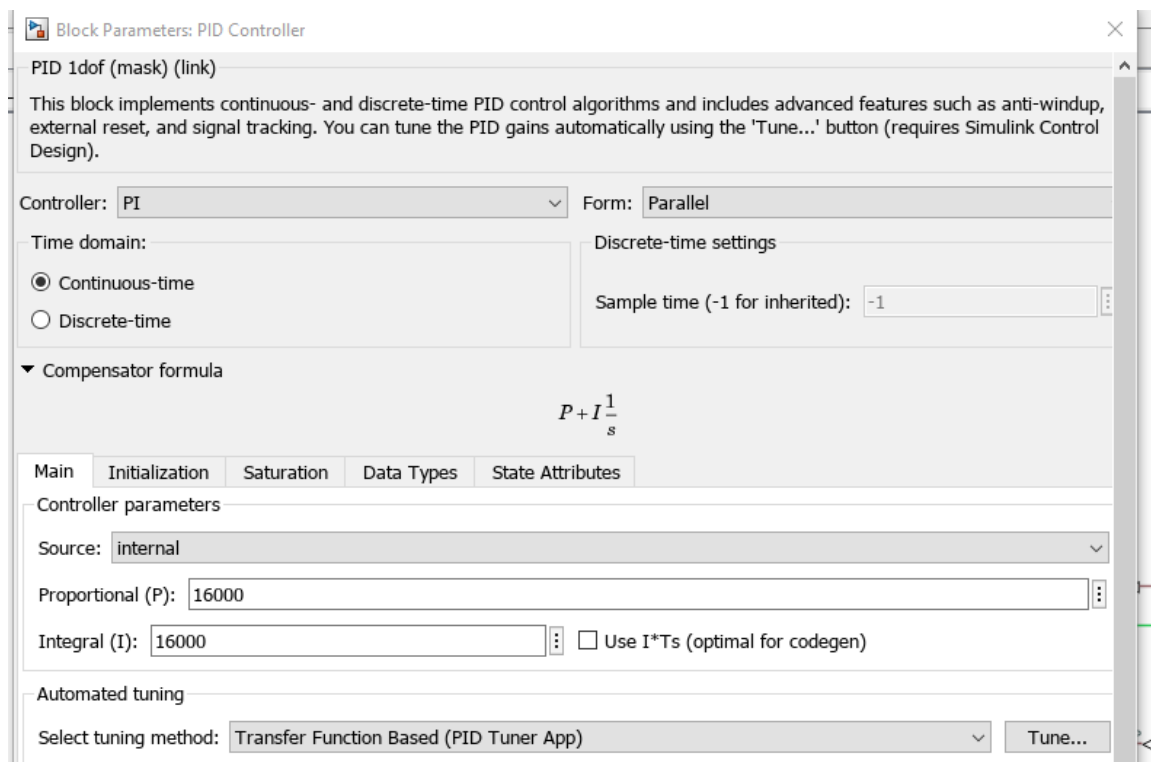 Block Parameters: PID Controller
PID 1dof (mask) (link)
This block implements continuous- and discrete-time PID control algorithms and includes advanced features such as anti-windup,
external reset, and signal tracking. You can tune the PID gains automatically using the 'Tune...' button (requires Simulink Control
Design).
Controller: PI Form: Parallel
Time domain: Discrete-time settings
Continuous-time
Sample time (-1 for inherited): -1
Discrete-time
Compensator formula
P + I 1/s
Main Initialization Saturation Data Types State Attributes
Controller parameters
Source: internal
Proportional (P): 16000
Integral (I): 16000 Use I*Ts (optimal for codegen)
Automated tuning
Select tuning method: Transfer Function Based (PID Tuner App) Tune...